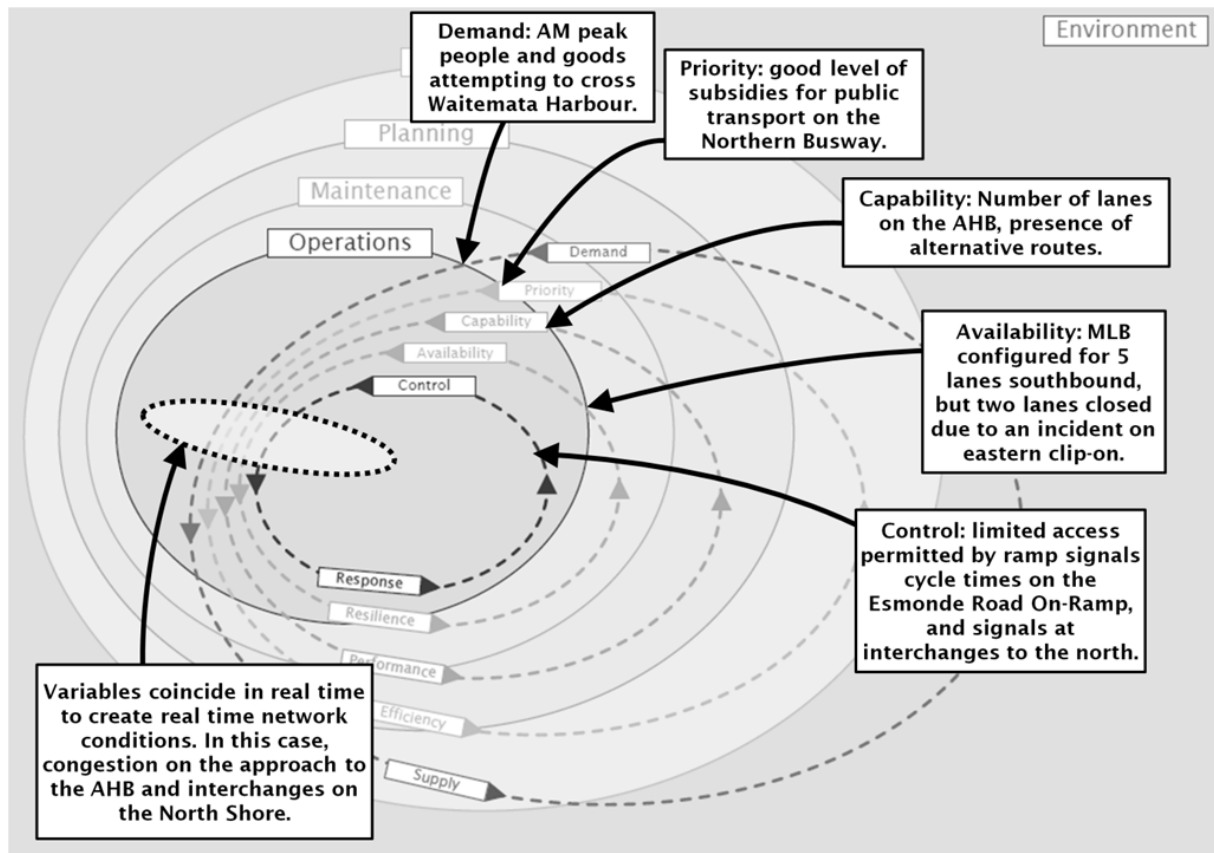 Environment
Demand: AM peak
people and goods
attempting to cross
Waitemata Harbour.
Priority: good level of
subsidies for public
transport on the
Northern Busway.
Planning
Maintenance
Capability: Number of lanes
on the AHB, presence of
alternative routes.
Operations
Demand
Priority
Capability
Availability
Control
Availability: MLB
configured for 5
lanes southbound,
but two lanes closed
due to an incident on
eastern clip-on.
Control: limited access
permitted by ramp signals
cycle times on the
Esmonde Road On-Ramp,
and signals at
interchanges to the north.
Response
Resilience
Performance
Efficiency
Supply
Variables coincide in real time
to create real time network
conditions. In this case,
congestion on the approach to
the AHB and interchanges on
the North Shore.